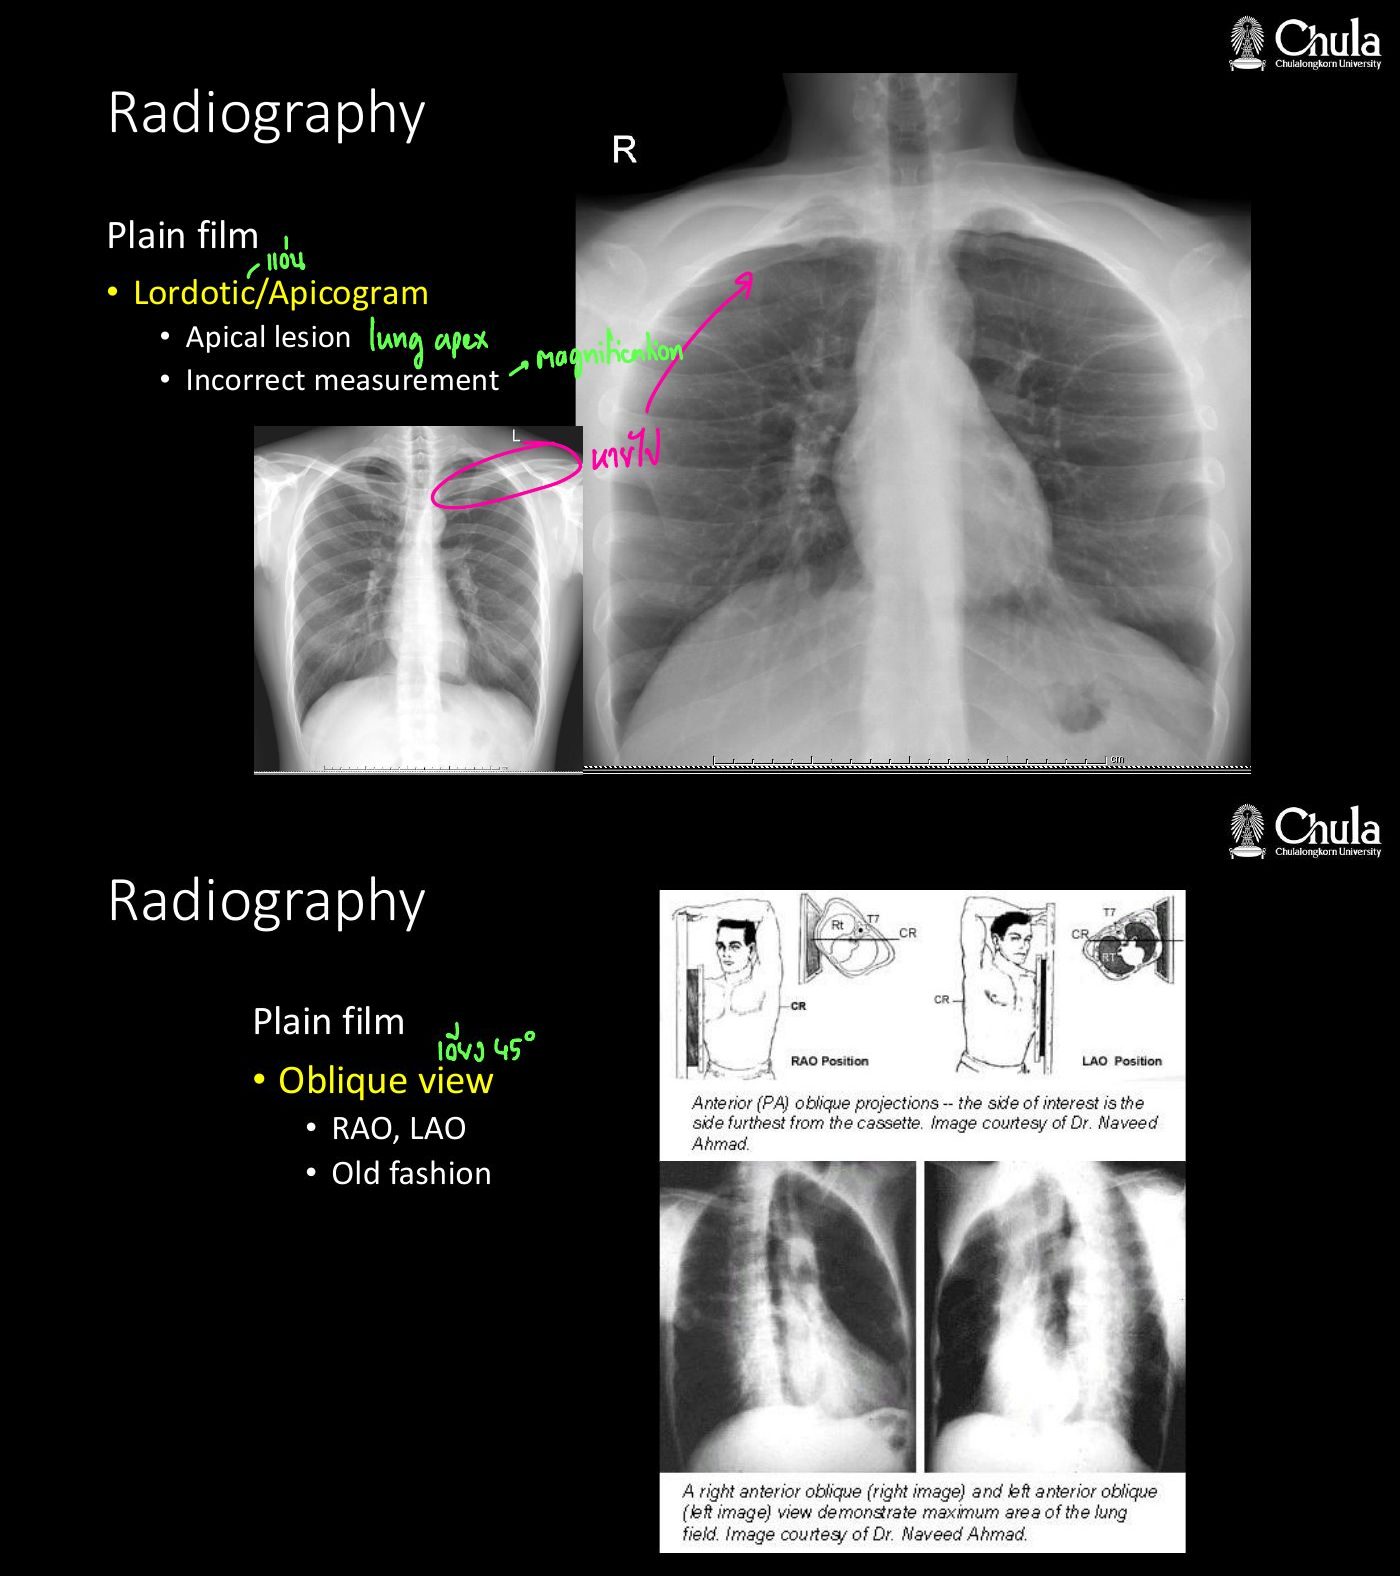 Chula
Chulalongkorn University
Radiography
R
Plain film
แอ่น
• Lordotic/Apicogram
• Apical lesion lung apex
• Incorrect measurement → magnification
L
หายไป
cm
Chula
Chulalongkorn University
Radiography
Plain film
เอียง 45°
• Oblique view
• RAO, LAO
• Old fashion
Rt T7
CR
CR
RAO Position
T7
CR
RT
CR
LAO Position
Anterior (PA) oblique projections -- the side of interest is the
side furthest from the cassette. Image courtesy of Dr. Naveed
Ahmad.
A right anterior oblique (right image) and left anterior oblique
(left image) view demonstrate maximum area of the lung
field. Image courtesy of Dr. Naveed Ahmad.